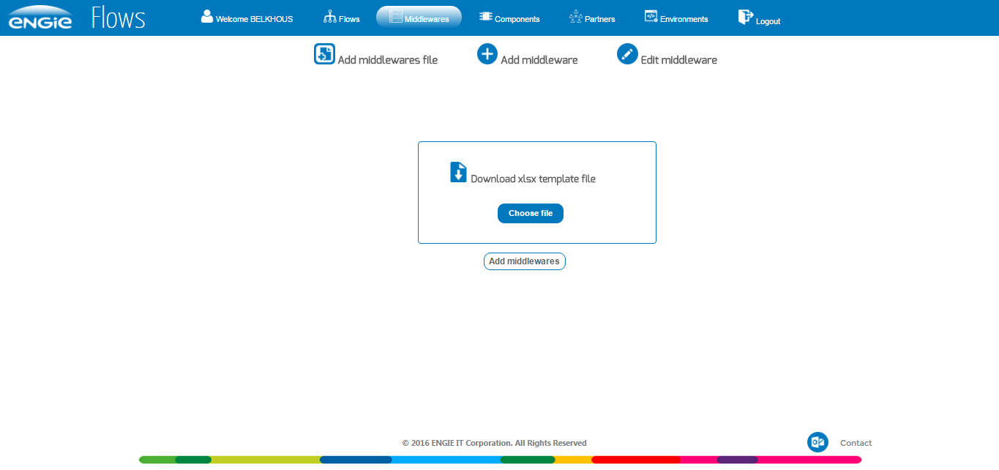 ENGIE Flows Welcome BELKHOUS Flows Middlewares Components Partners Environments Logout
Add middlewares file Add middleware Edit middleware
Download xlsx template file
Choose file
Add middlewares
© 2016 ENGIE IT Corporation. All Rights Reserved Contact